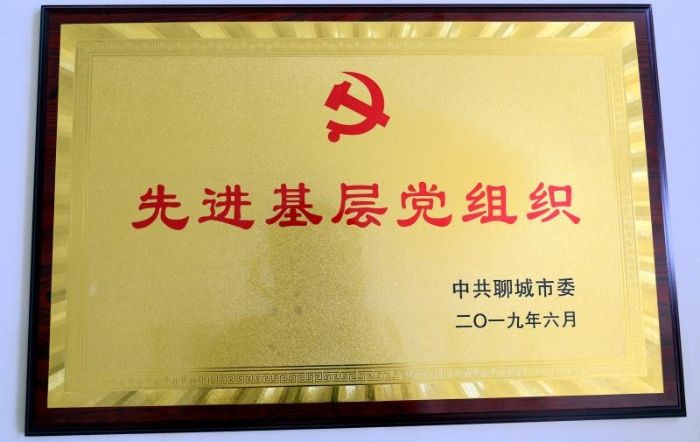 先进基层党组织
中共聊城市委
二〇一九年六月